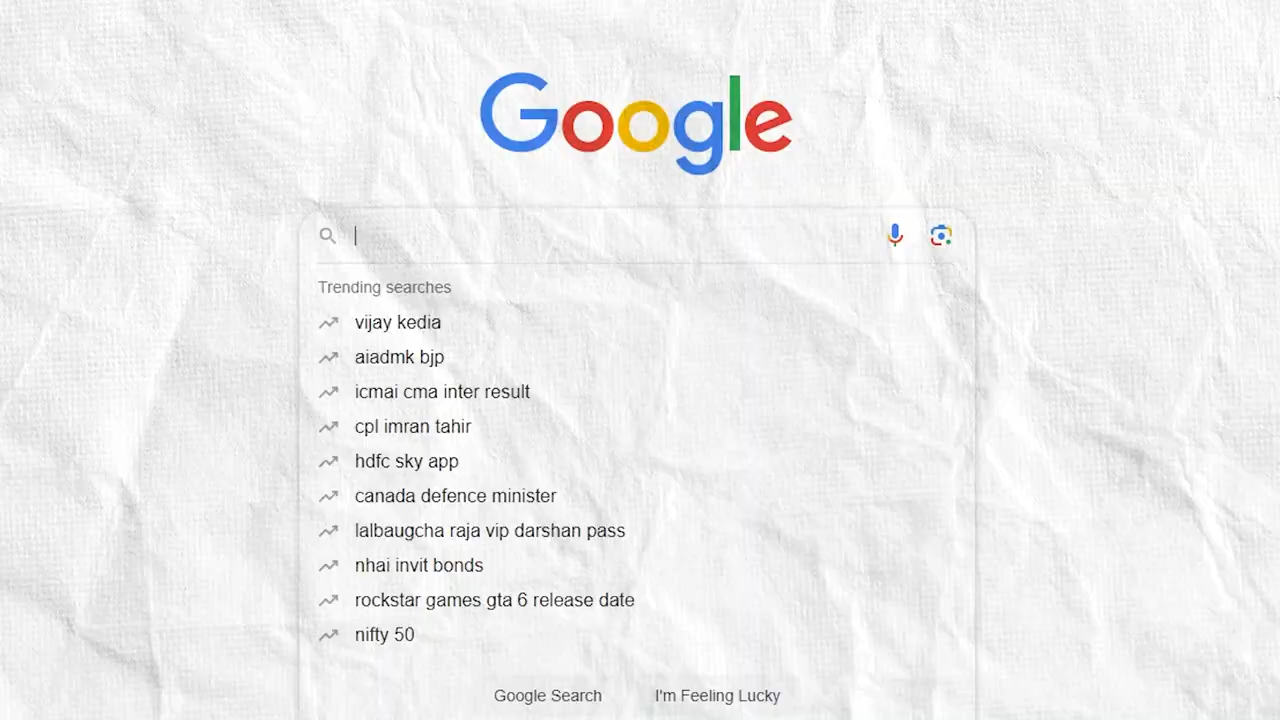 Google
Trending searches
vijay kedia
aiadmk bjp
icmai cma inter result
cpl imran tahir
hdfc sky app
canada defence minister
lalbaugcha raja vip darshan pass
nhai invit bonds
rockstar games gta 6 release date
nifty 50
Google Search
I'm Feeling Lucky